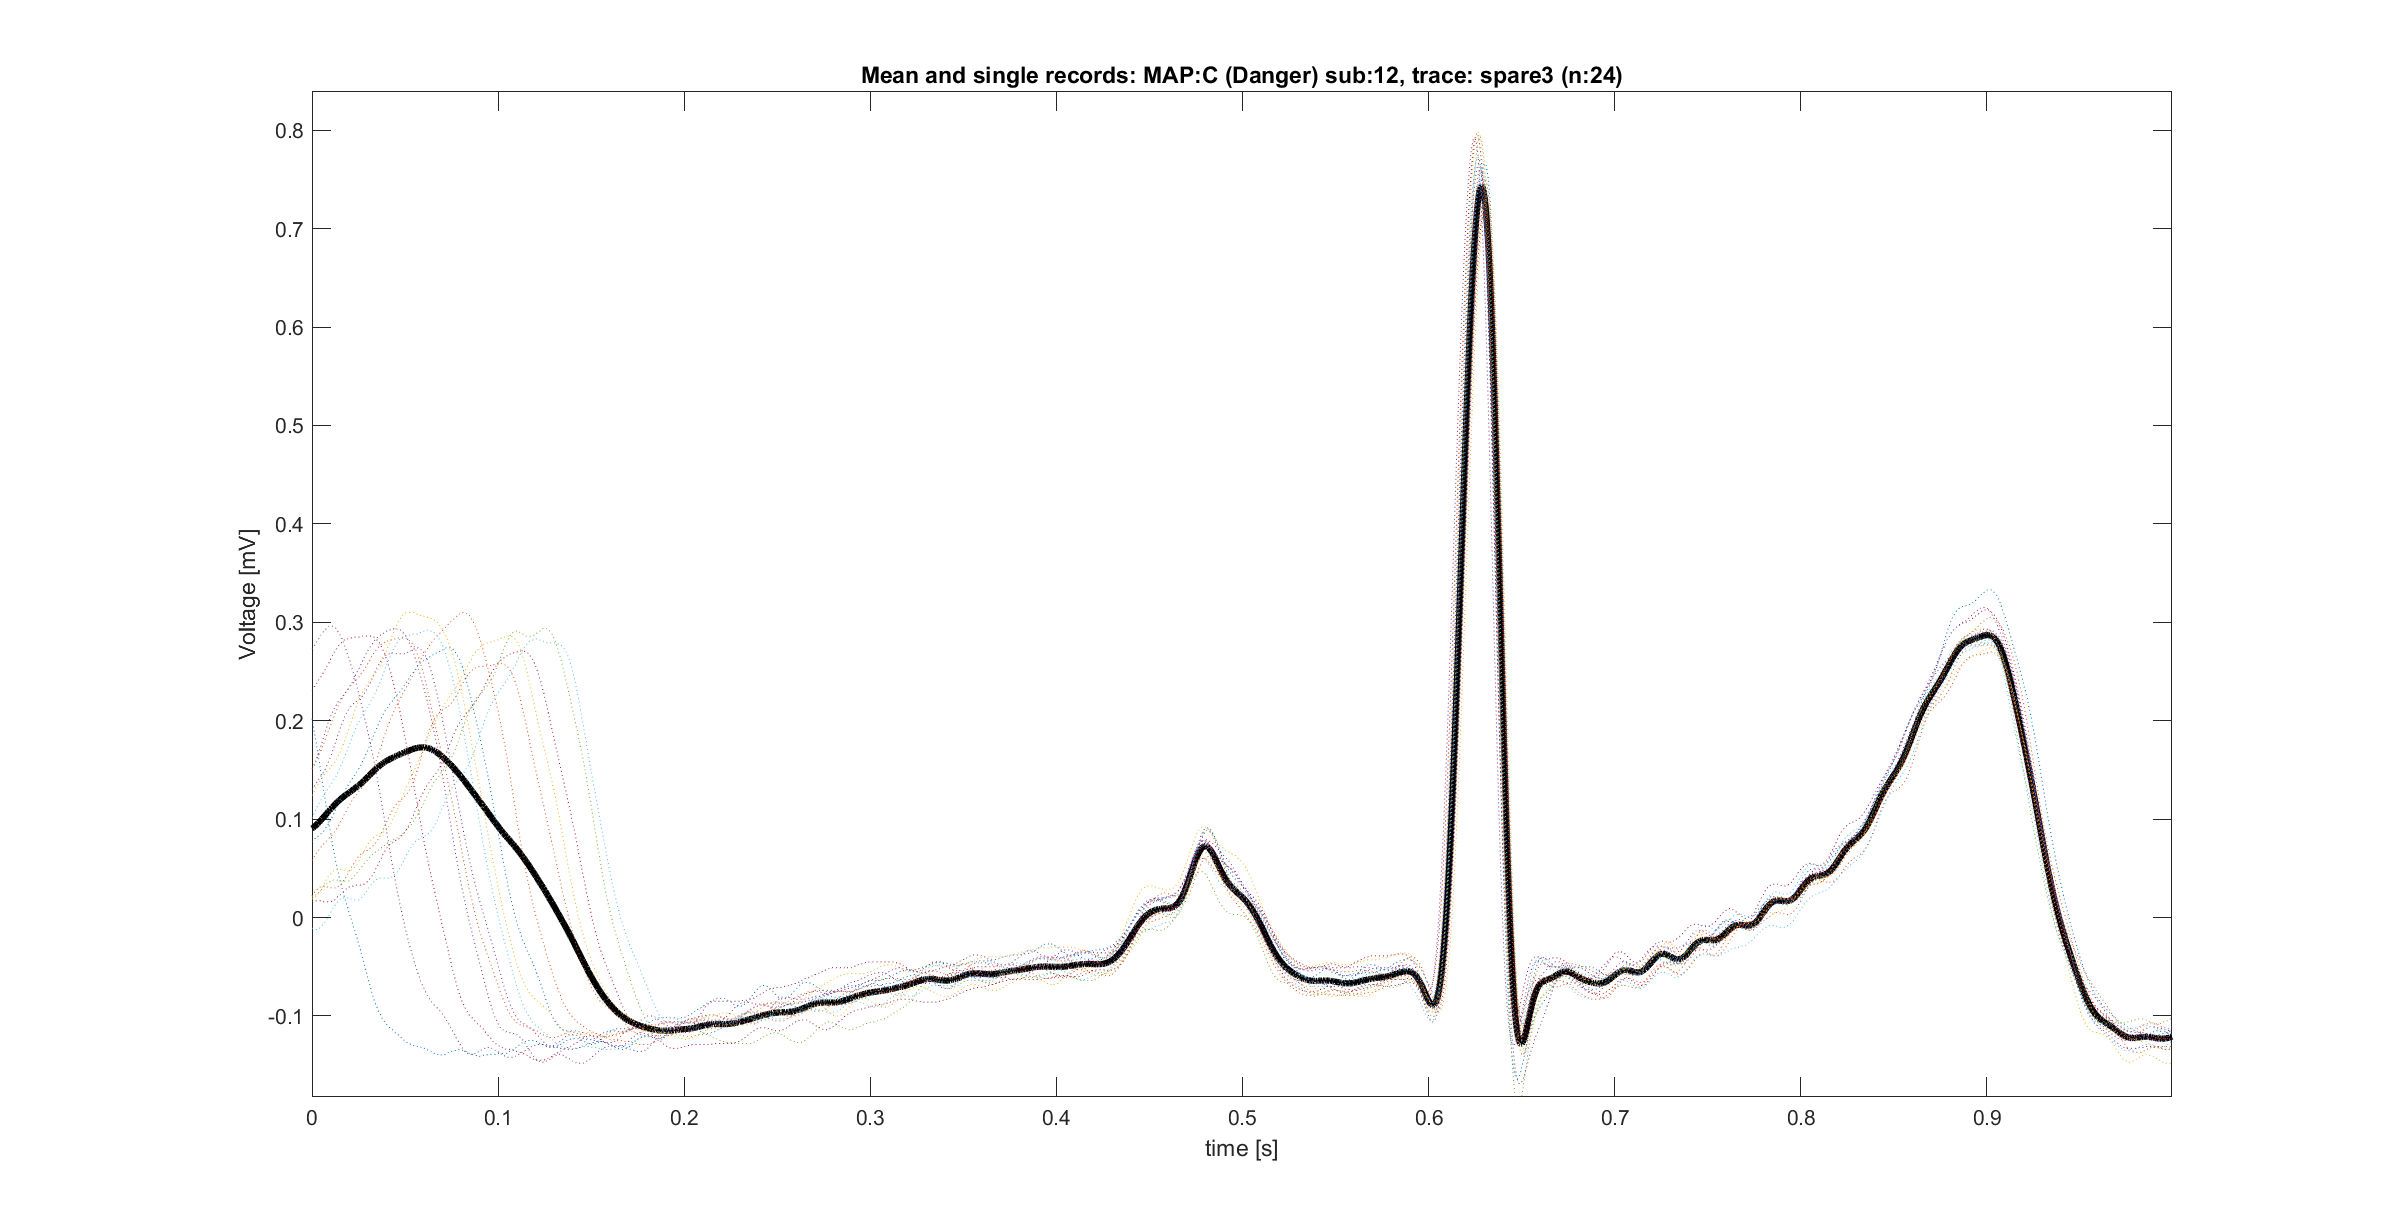 Mean and single records: MAP:C (Danger) sub:12, trace: spare3 (n:24)
0.8
0.7
0.6
0.5
0.4
0.3
0.2
0.1
0
-0.1
Voltage [mV]
0 0.1 0.2 0.3 0.4 0.5 0.6 0.7 0.8 0.9
time [s]